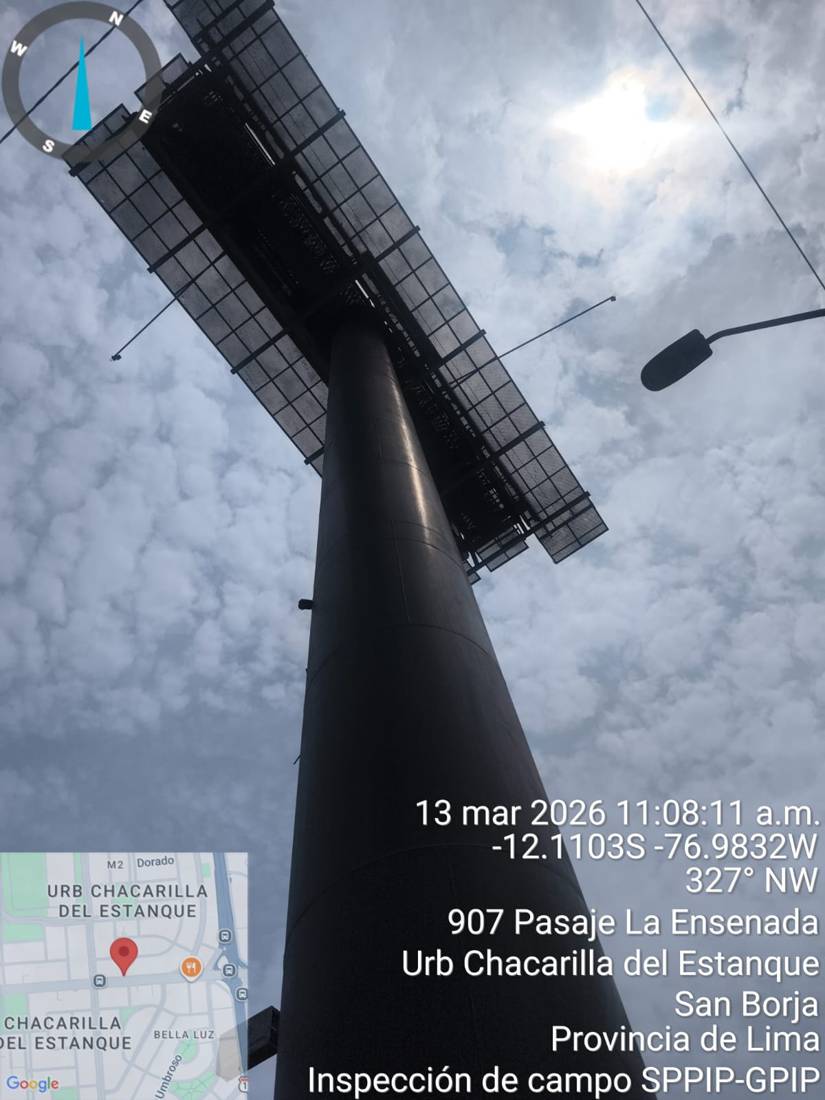 N
W
E
S
13 mar 2026 11:08:11 a.m.
-12.1103S -76.9832W
327° NW
907 Pasaje La Ensenada
Urb Chacarilla del Estanque
San Borja
Provincia de Lima
Inspección de campo SPPIP-GPIP
M2 Dorado
URB CHACARILLA
DEL ESTANQUE
CHACARILLA
DEL ESTANQUE
BELLA LUZ
Umbroso
Google